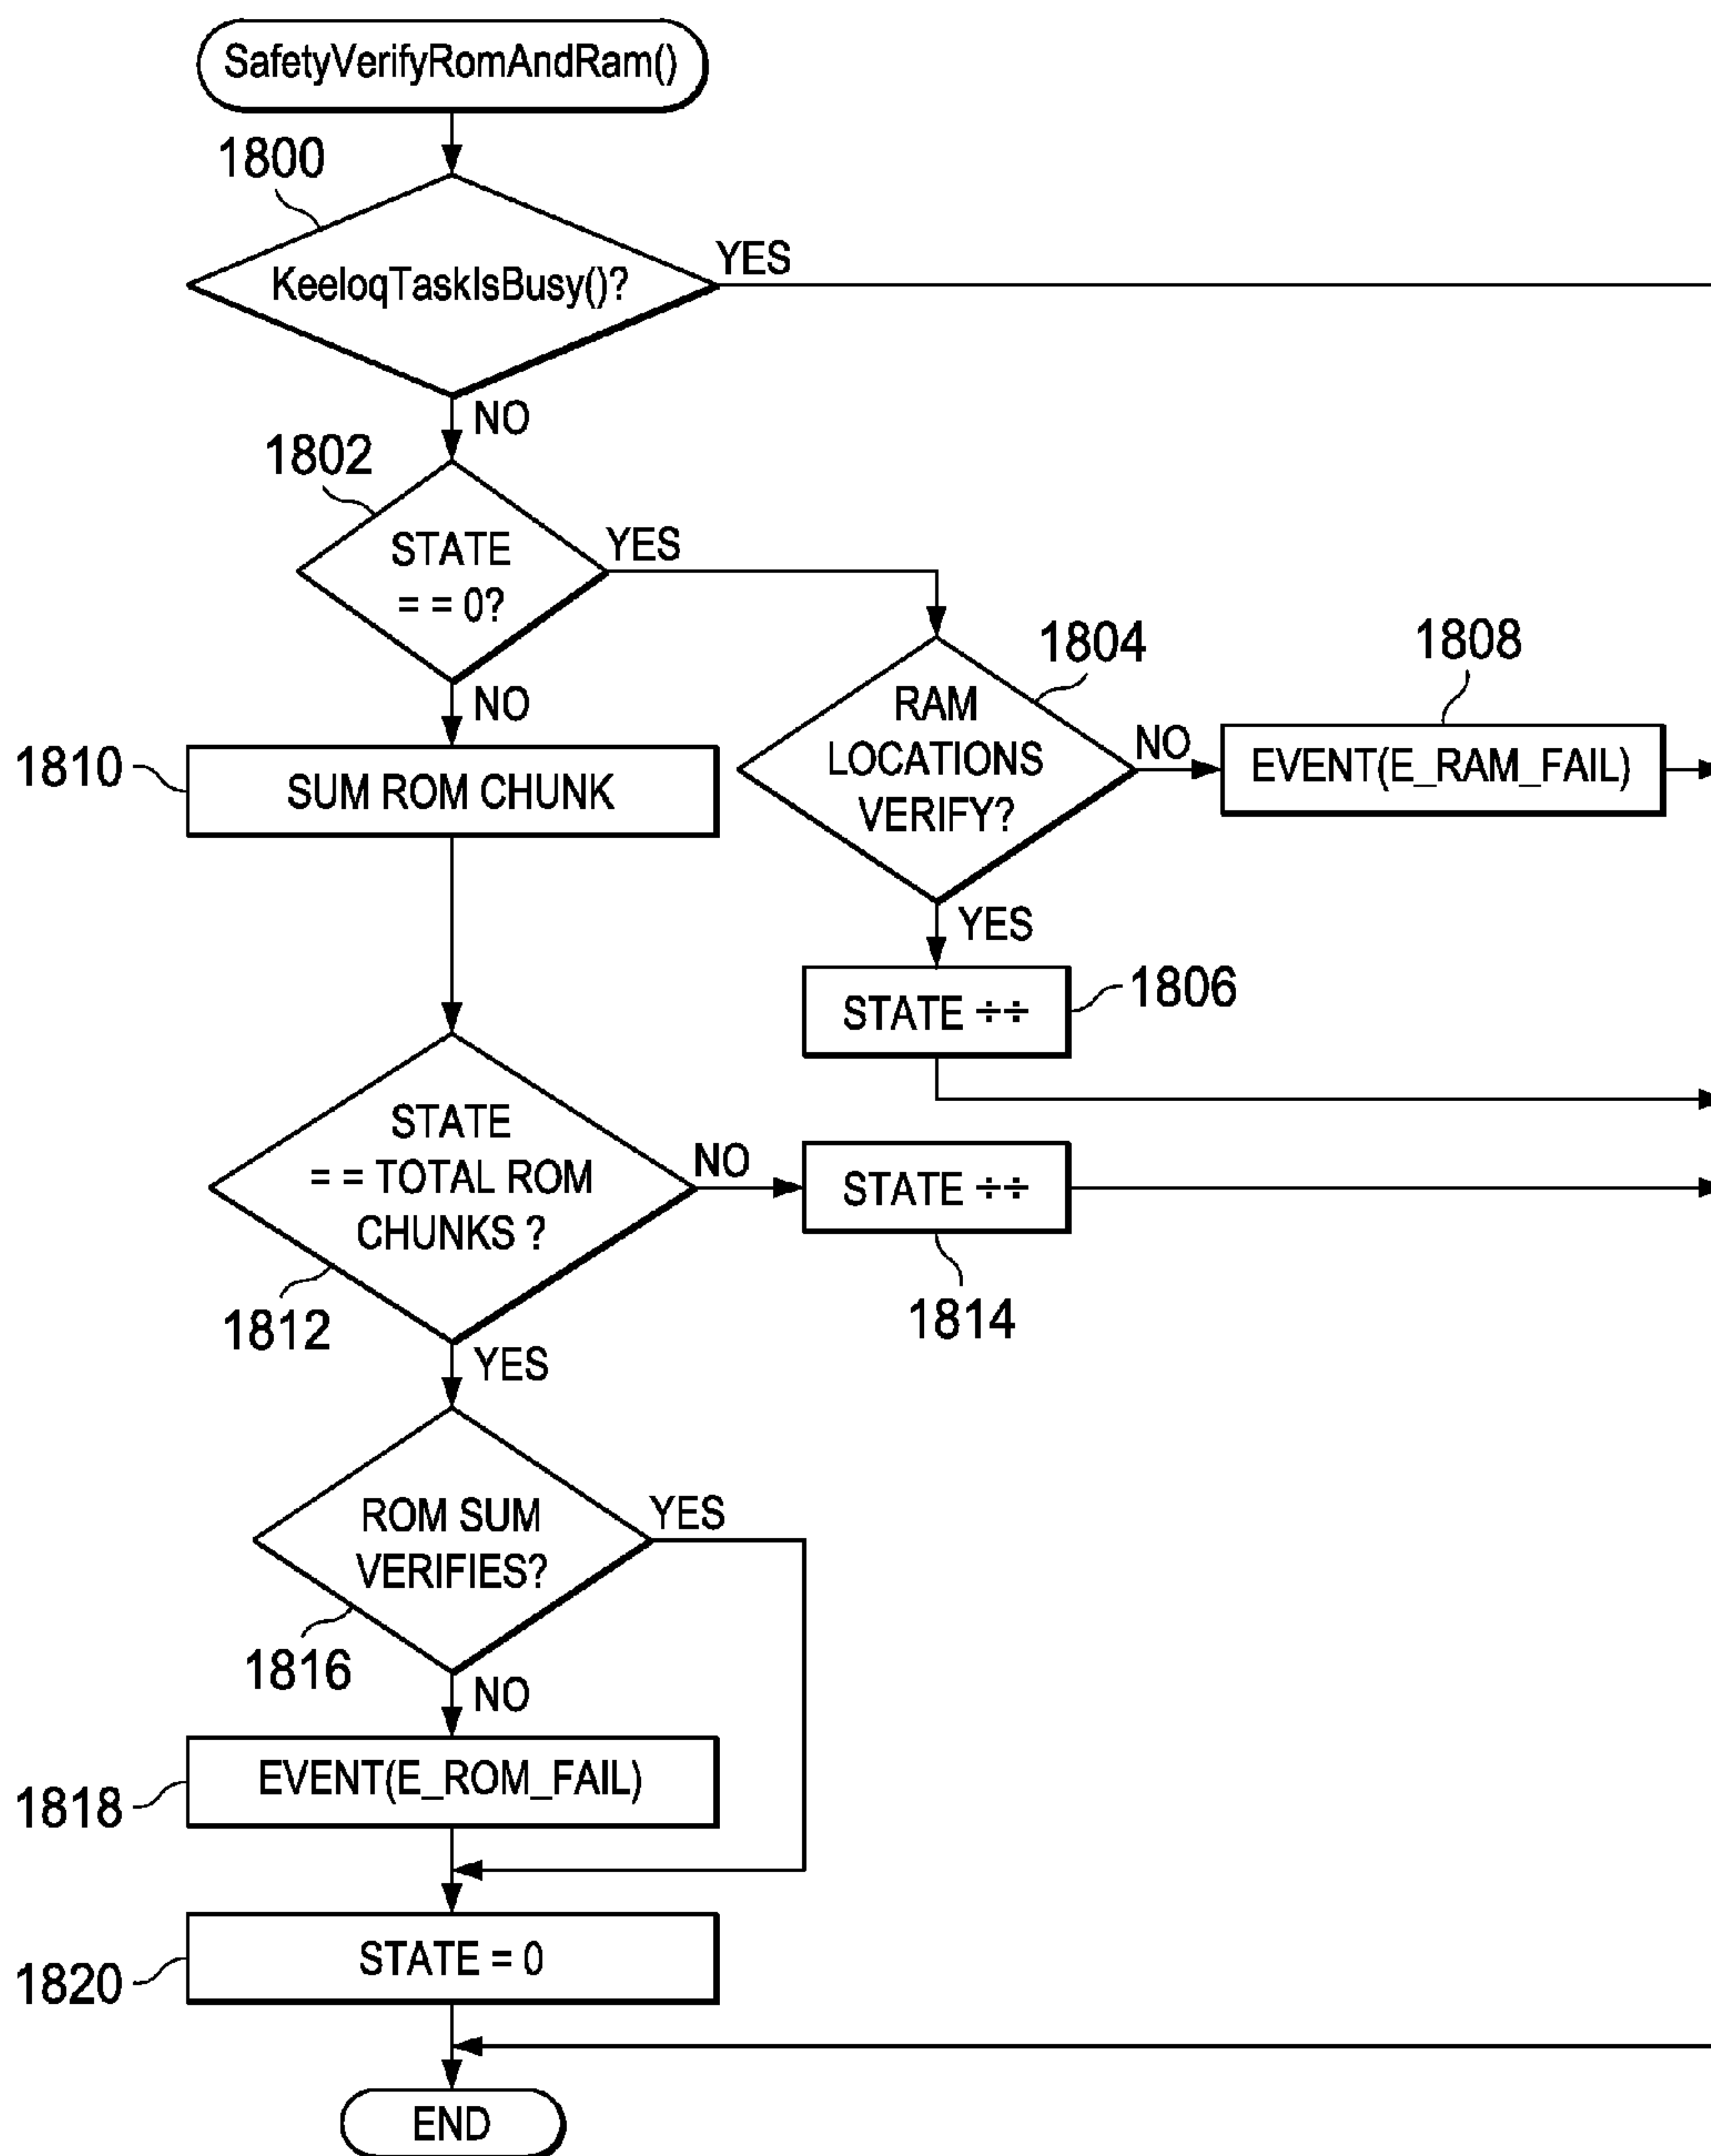 SafetyVerifyRomAndRam()
1800
KeeloqTaskIsBusy()?
YES
NO
1802
STATE
= = 0?
YES
NO
1804
RAM
LOCATIONS
VERIFY?
NO
1808
EVENT(E_RAM_FAIL)
1810
SUM ROM CHUNK
YES
STATE ÷÷
1806
STATE
= = TOTAL ROM
CHUNKS ?
NO
STATE ÷÷
1814
1812
YES
ROM SUM
VERIFIES?
YES
1816
NO
EVENT(E_ROM_FAIL)
1818
STATE = 0
1820
END